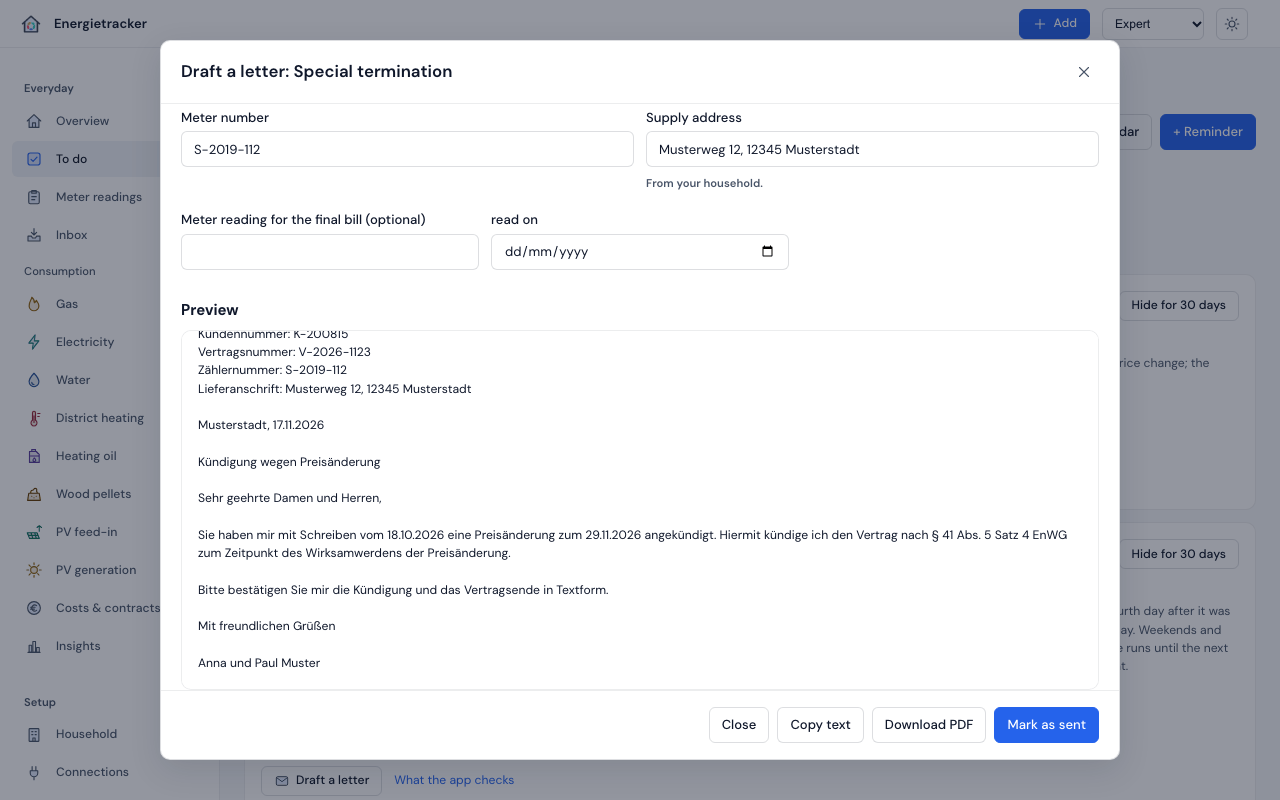 Energietracker
Add
Expert
Draft a letter: Special termination
Everyday
Overview
To do
Meter readings
Inbox
Consumption
Gas
Electricity
Water
District heating
Heating oil
Wood pellets
PV feed-in
PV generation
Costs & contracts
Insights
Setup
Household
Connections
Meter number
S-2019-112
Supply address
Musterweg 12, 12345 Musterstadt
From your household.
Meter reading for the final bill (optional)
read on
dd/mm/yyyy
Preview
Kundennummer: K-200815
Vertragsnummer: V-2026-1123
Zählernummer: S-2019-112
Lieferanschrift: Musterweg 12, 12345 Musterstadt
Musterstadt, 17.11.2026
Kündigung wegen Preisänderung
Sehr geehrte Damen und Herren,
Sie haben mir mit Schreiben vom 18.10.2026 eine Preisänderung zum 29.11.2026 angekündigt. Hiermit kündige ich den Vertrag nach § 41 Abs. 5 Satz 4 EnWG
zum Zeitpunkt des Wirksamwerdens der Preisänderung.
Bitte bestätigen Sie mir die Kündigung und das Vertragsende in Textform.
Mit freundlichen Grüßen
Anna und Paul Muster
Close
Copy text
Download PDF
Mark as sent
+ Reminder
Hide for 30 days
price change; the
Hide for 30 days
day after it was
Weekends and
runs until the next
Draft a letter
What the app checks